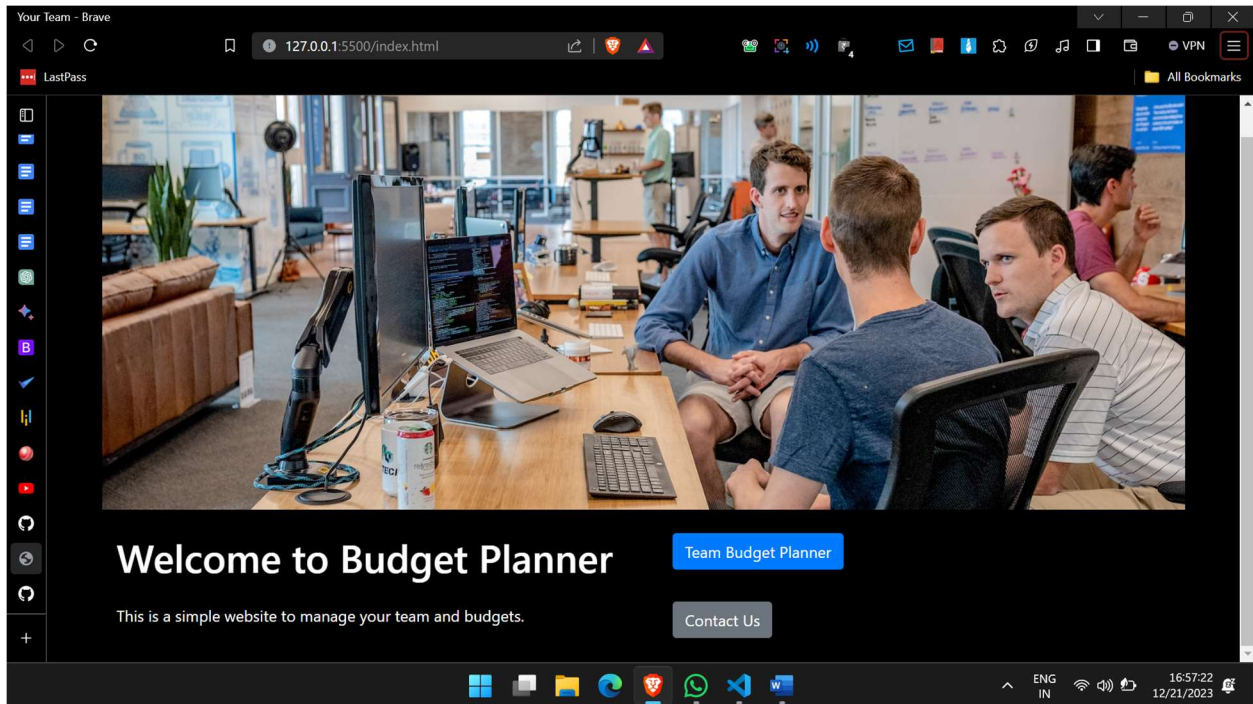 Your Team - Brave
127.0.0.1:5500/index.html
4
VPN
LastPass
All Bookmarks
B
Welcome to Budget Planner
Team Budget Planner
This is a simple website to manage your team and budgets.
Contact Us
ENG
IN
16:57:22
12/21/2023